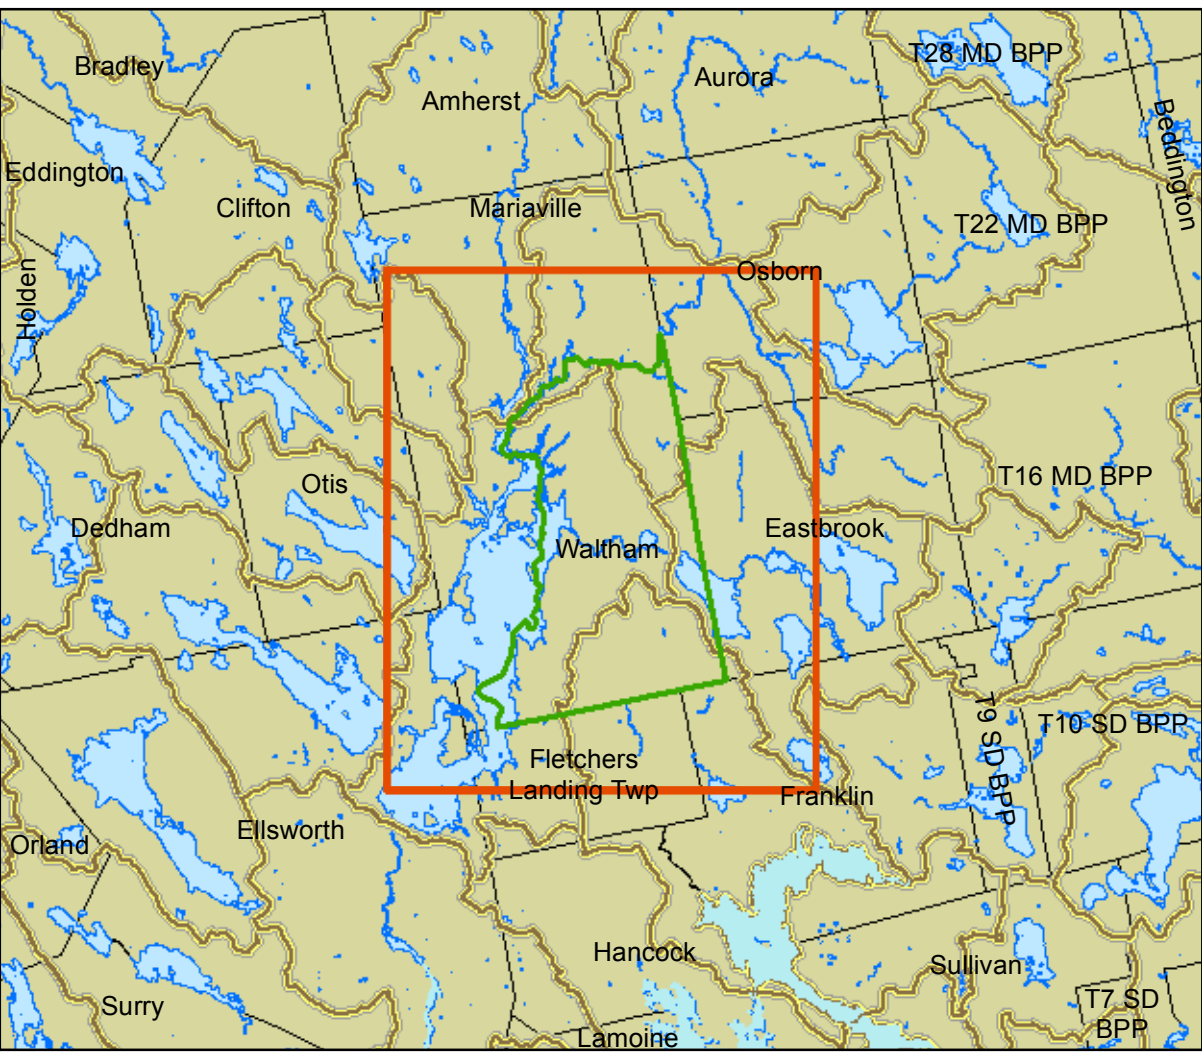 T28 MD BPP
Bradley
Aurora
Amherst
Beddington
Eddington
Clifton
Mariaville
T22 MD BPP
Osborn
Holden
T16 MD BPP
Otis
Dedham
Eastbrook
Waltham
T9 SD BPP
T10 SD BPP
Fletchers
Landing Twp
Franklin
Ellsworth
Orland
Hancock
Sullivan
Surry
T7 SD
BPP
Lamoine